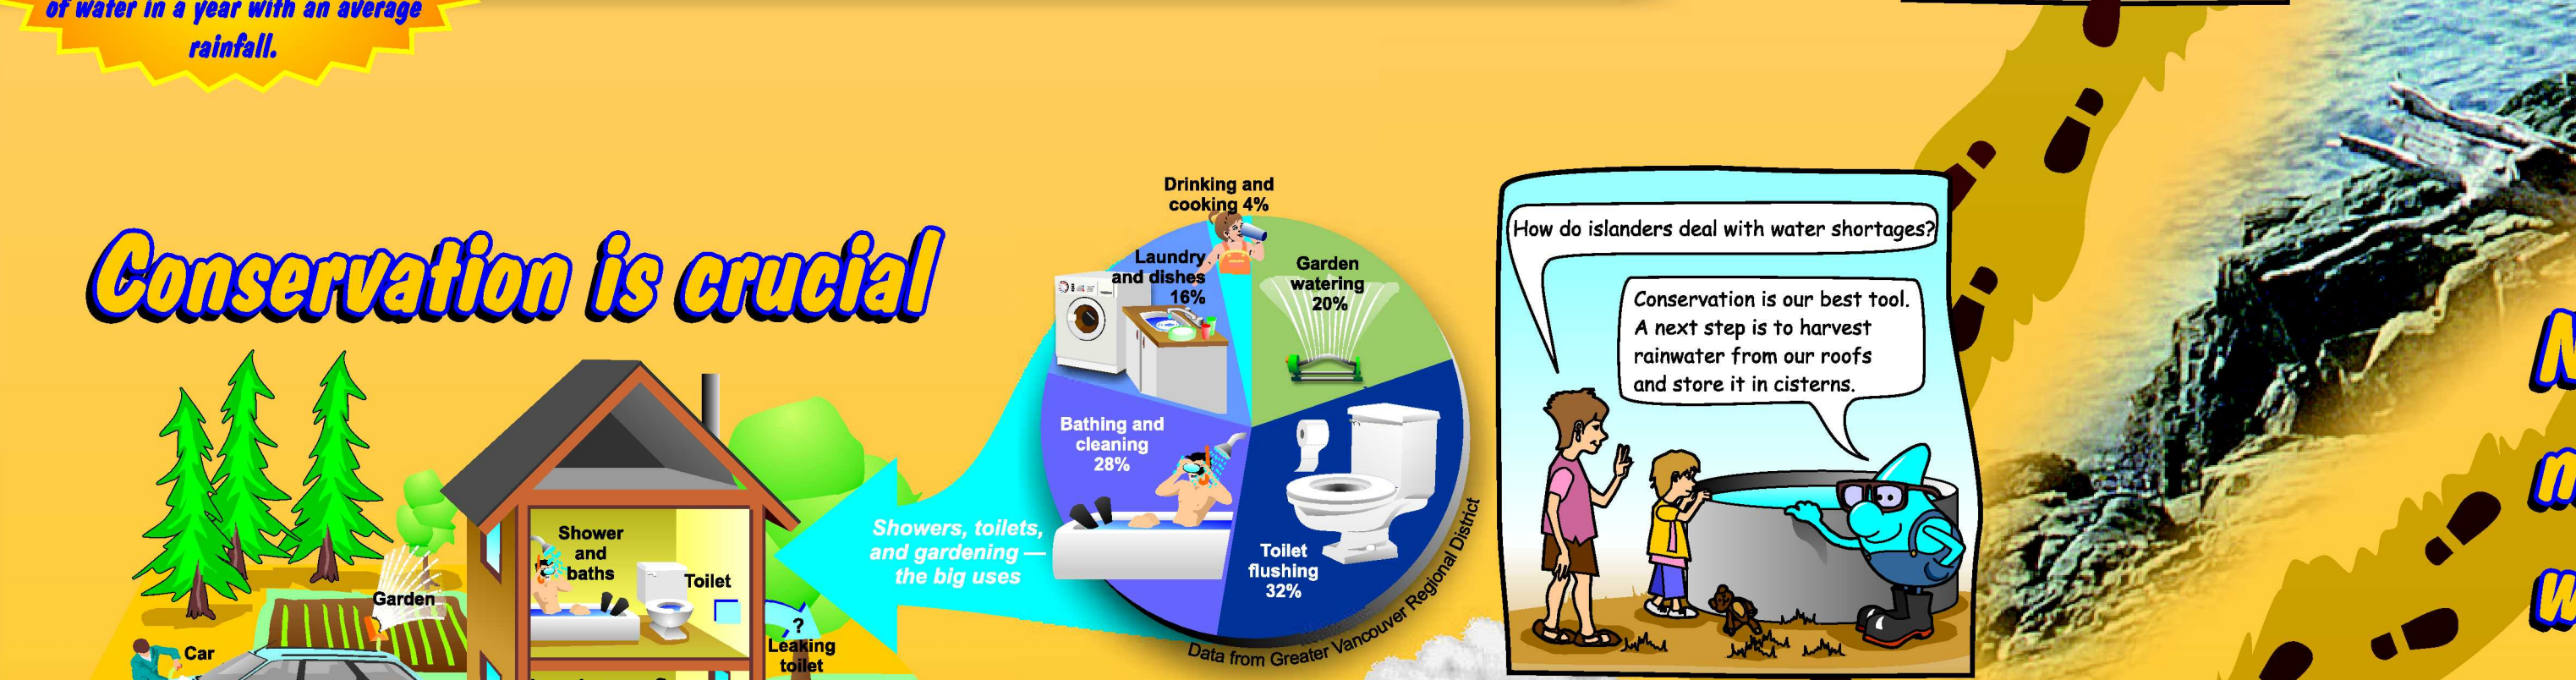 of water in a year with an average
rainfall.
Conservation is crucial
Drinking and
cooking 4%
Laundry
and dishes
16%
Garden
watering
20%
Bathing and
cleaning
28%
Toilet
flushing
32%
Data from Greater Vancouver Regional District
Showers, toilets,
and gardening —
the big uses
Shower
and
baths
Toilet
Garden
Car
?
Leaking
toilet
How do islanders deal with water shortages?
Conservation is our best tool.
A next step is to harvest
rainwater from our roofs
and store it in cisterns.